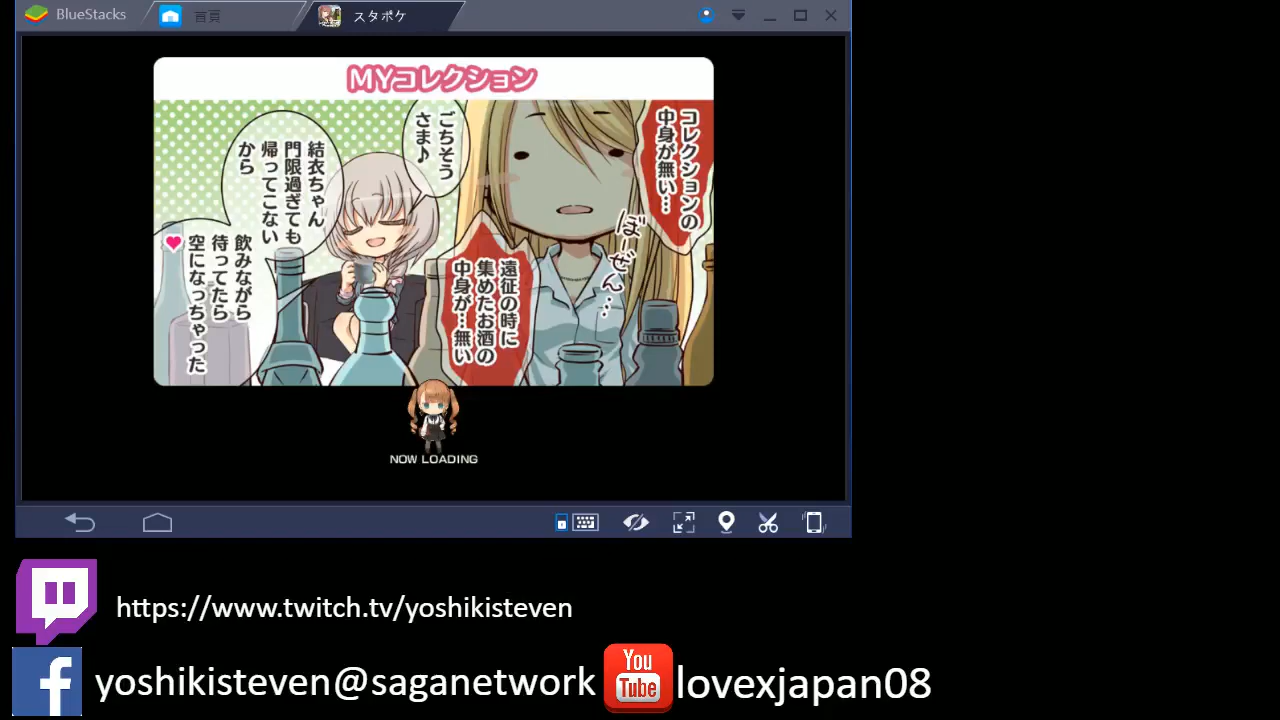 BlueStacks
首頁
スタポケ
MYコレクション
コレクションの
中身が無い…
ぼーぜん…
遠征の時に
集めたお酒の
中身が…無い
ごちそう
さま♪
結衣ちゃん
門限過ぎても
帰ってこない
から
飲みながら
待ってたら
空になっちゃった
NOW LOADING
https://www.twitch.tv/yoshikisteven
yoshikisteven@saganetwork
You
Tube
lovexjapan08